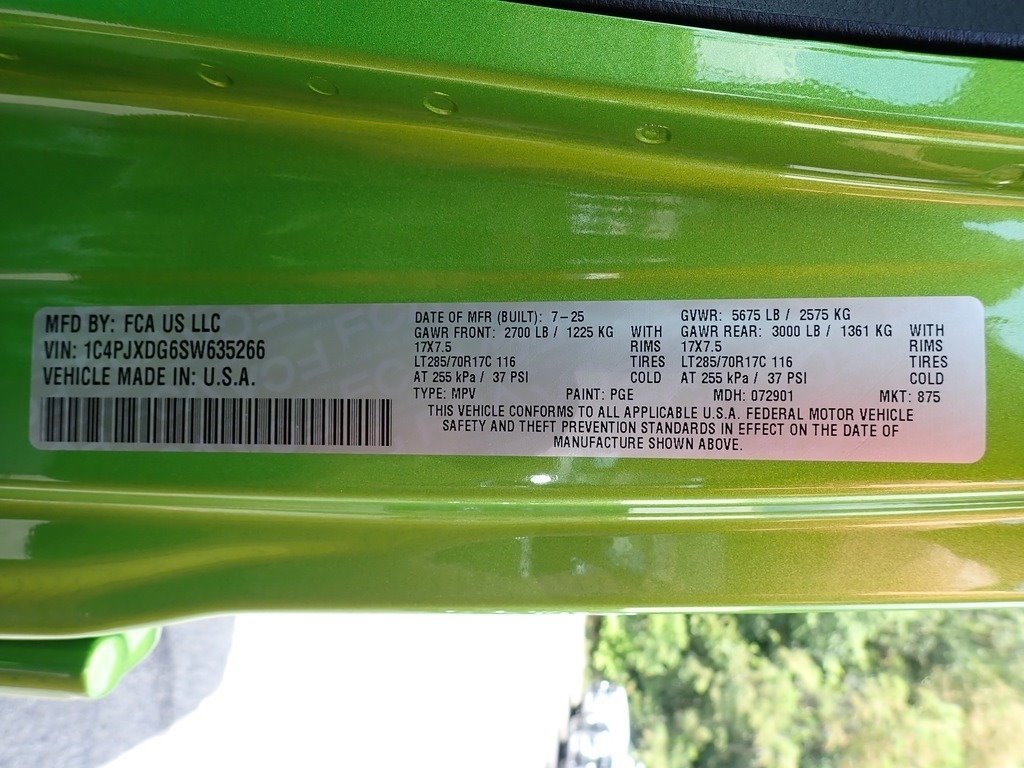 MFD BY: FCA US LLC
VIN: 1C4PJXDG6SW635266
VEHICLE MADE IN: U.S.A.
DATE OF MFR (BUILT): 7-25
GVWR: 5675 LB / 2575 KG
GAWR FRONT: 2700 LB / 1225 KG WITH
GAWR REAR: 3000 LB / 1361 KG WITH
17X7.5 RIMS
17X7.5 RIMS
LT285/70R17C 116 TIRES
LT285/70R17C 116 TIRES
AT 255 kPa / 37 PSI COLD
AT 255 kPa / 37 PSI COLD
TYPE: MPV PAINT: PGE MDH: 072901 MKT: 875
THIS VEHICLE CONFORMS TO ALL APPLICABLE U.S.A. FEDERAL MOTOR VEHICLE
SAFETY AND THEFT PREVENTION STANDARDS IN EFFECT ON THE DATE OF
MANUFACTURE SHOWN ABOVE.